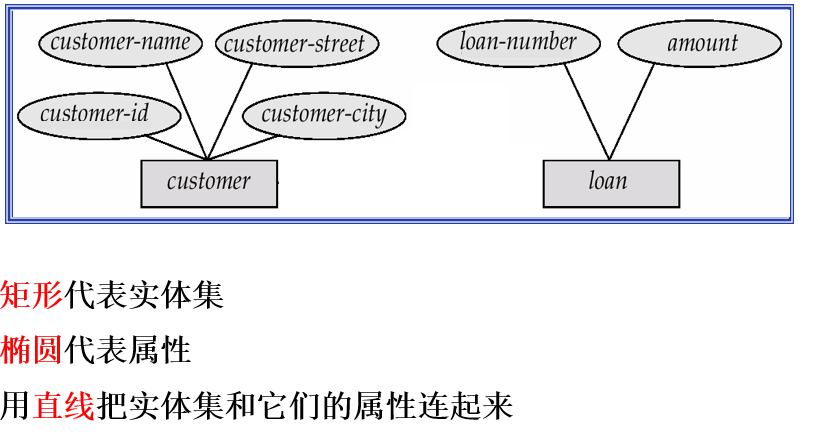 customer-name customer-street loan-number amount
customer-id customer-city
customer loan
矩形代表实体集
椭圆代表属性
用直线把实体集和它们的属性连起来